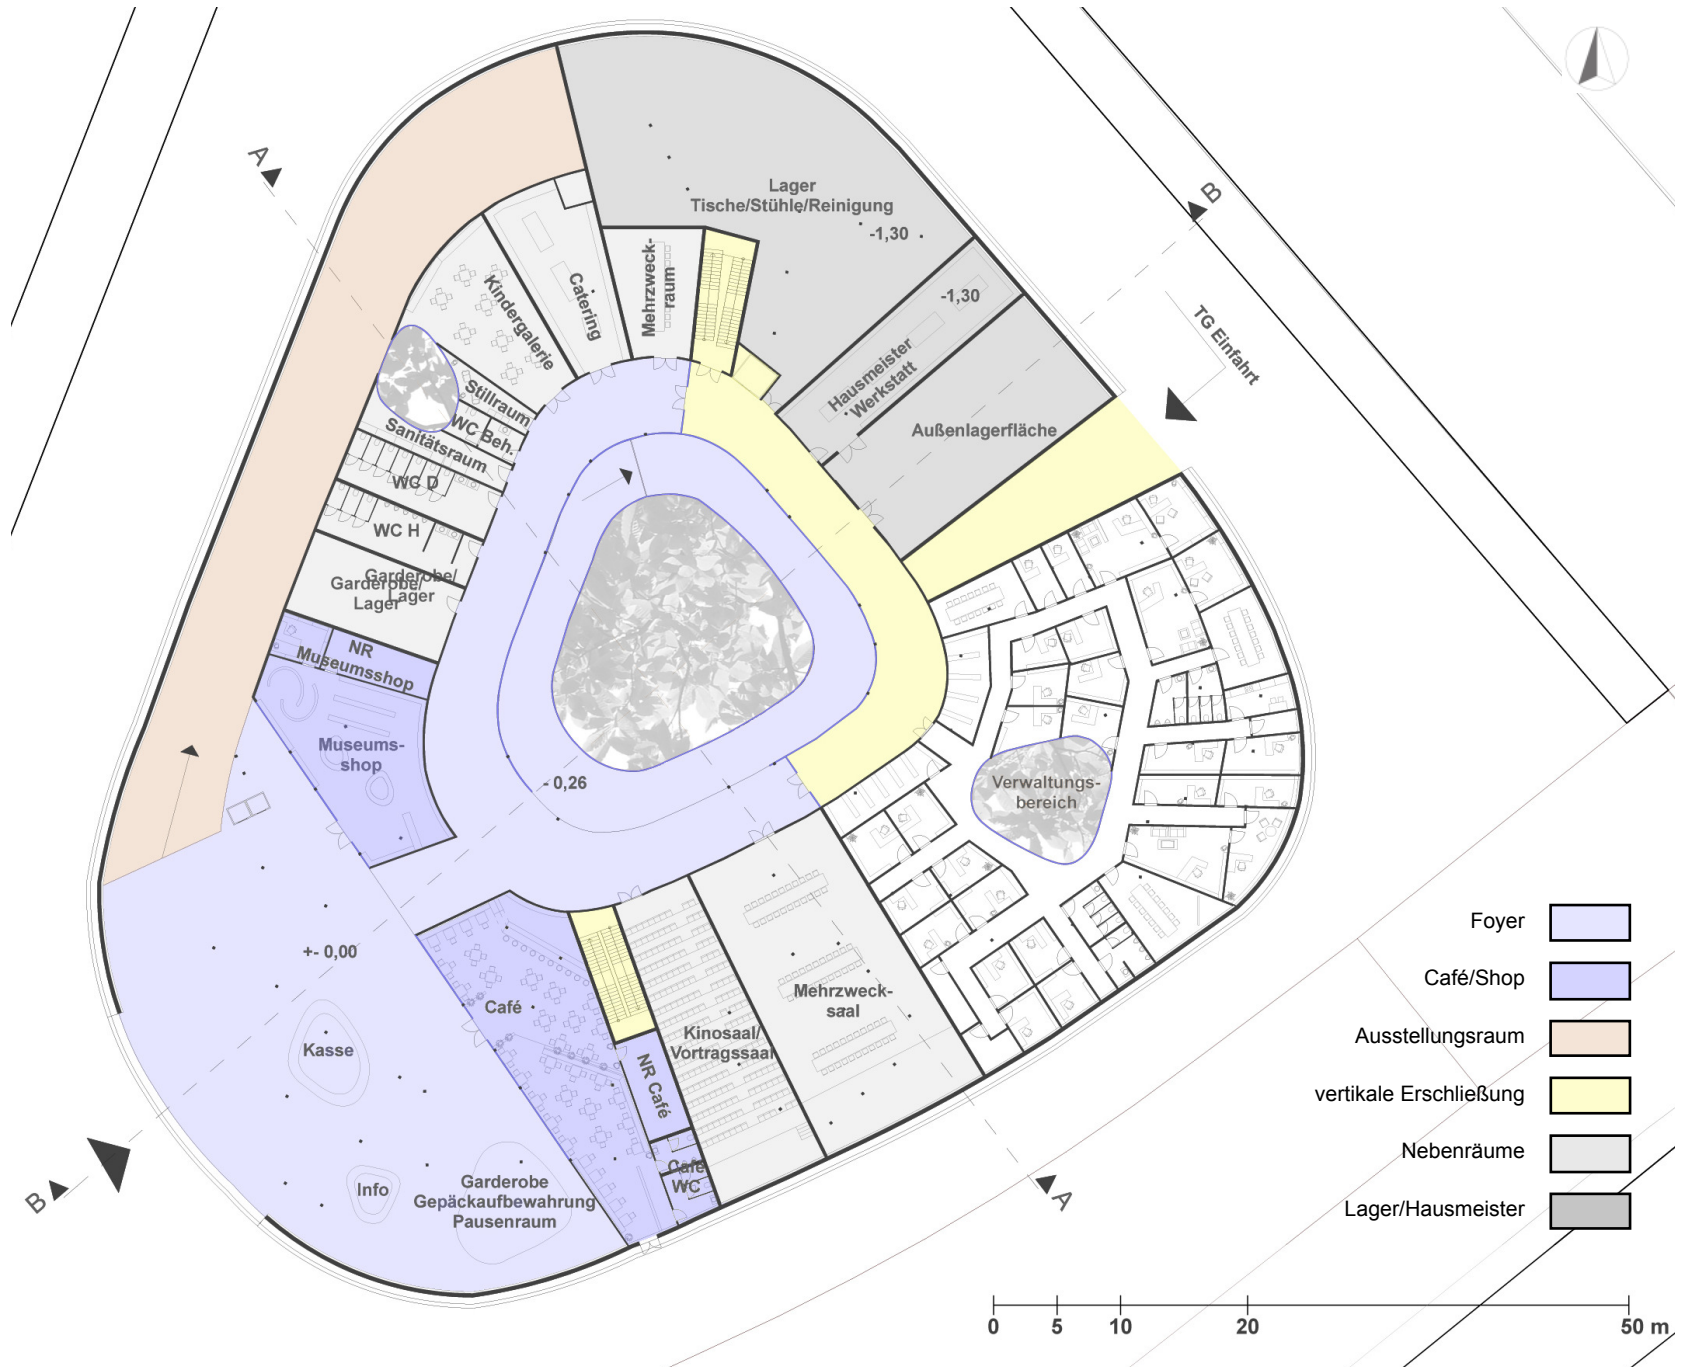 A
B
Lager
Tische/Stühle/Reinigung
-1,30
Mehrzweck-
raum
Kindergalerie
Catering
-1,30
TG Einfahrt
Hausmeister
Werkstatt
Stillraum
WC Beh.
Sanitätsraum
Außenlagerfläche
WC D
WC H
Garderobe/
Lager
Garderobe/
Lager
NR
Museumsshop
Museums-
shop
- 0,26
Verwaltungs-
bereich
+- 0,00
Café
Kasse
Mehrzweck-
saal
Kinosaal/
Vortragssaal
NR Café
Café
WC
Info
Garderobe
Gepäckaufbewahrung
Pausenraum
B
A
Foyer
Café/Shop
Ausstellungsraum
vertikale Erschließung
Nebenräume
Lager/Hausmeister
0 5 10 20 50 m